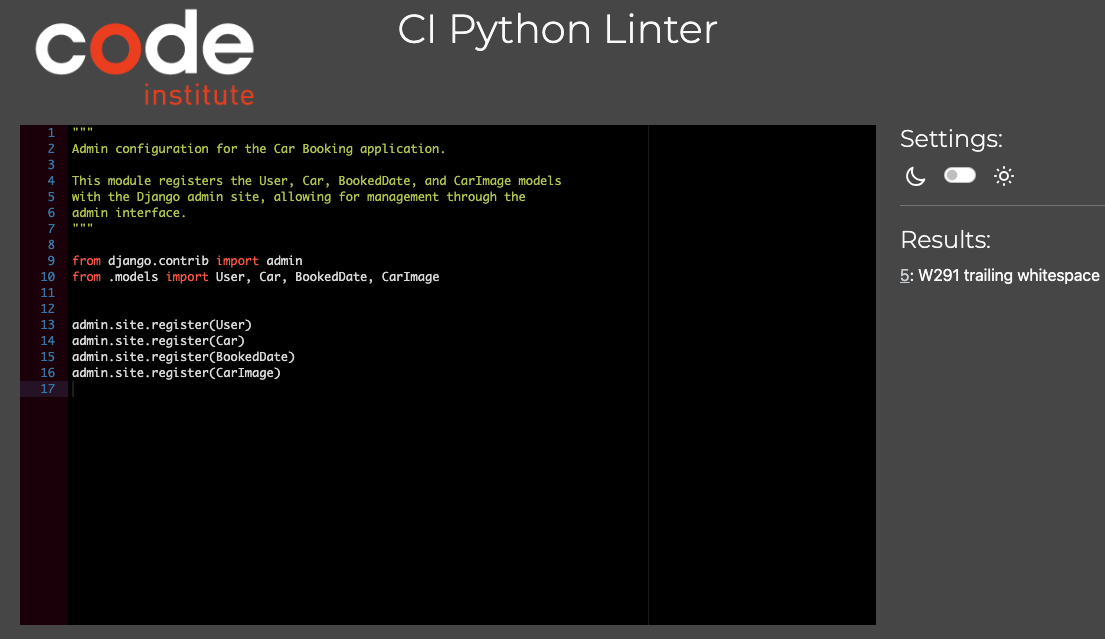 code
institute
CI Python Linter
1 """
2 Admin configuration for the Car Booking application.
3
4 This module registers the User, Car, BookedDate, and CarImage models
5 with the Django admin site, allowing for management through the
6 admin interface.
7 """
8
9 from django.contrib import admin
10 from .models import User, Car, BookedDate, CarImage
11
12
13 admin.site.register(User)
14 admin.site.register(Car)
15 admin.site.register(BookedDate)
16 admin.site.register(CarImage)
17
Settings:
Results:
5: W291 trailing whitespace